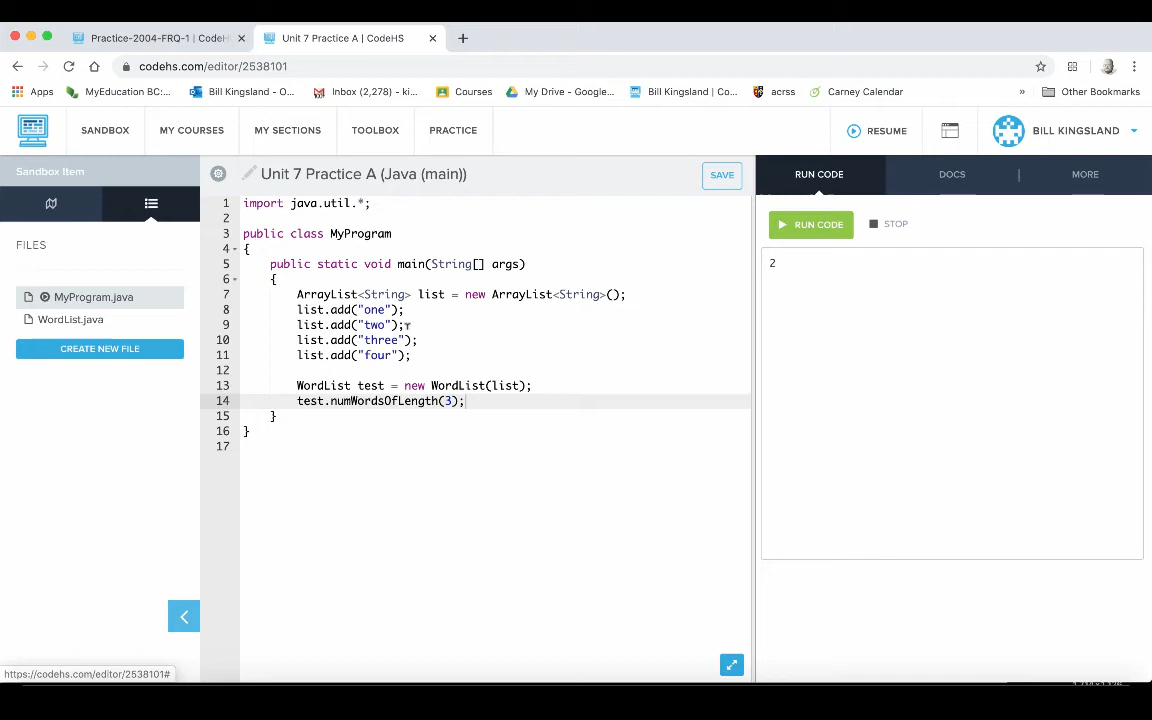 Practice-2004-FRQ-1 | CodeH
Unit 7 Practice A | CodeHS
codehs.com/editor/2538101
Apps
MyEducation BC:...
Bill Kingsland - O...
Inbox (2,278) - ki...
Courses
My Drive - Google...
Bill Kingsland | Co...
acrss
Carney Calendar
»
Other Bookmarks
SANDBOX
MY COURSES
MY SECTIONS
TOOLBOX
PRACTICE
RESUME
BILL KINGSLAND
Sandbox Item
Unit 7 Practice A (Java (main))
SAVE
RUN CODE
DOCS
MORE
FILES
MyProgram.java
WordList.java
CREATE NEW FILE
1 import java.util.*;
2
3 public class MyProgram
4 {
5 public static void main(String[] args)
6 {
7 ArrayList<String> list = new ArrayList<String>();
8 list.add("one");
9 list.add("two");
10 list.add("three");
11 list.add("four");
12
13 WordList test = new WordList(list);
14 test.numWordsOfLength(3);
15 }
16 }
17
RUN CODE
STOP
2
https://codehs.com/editor/2538101#